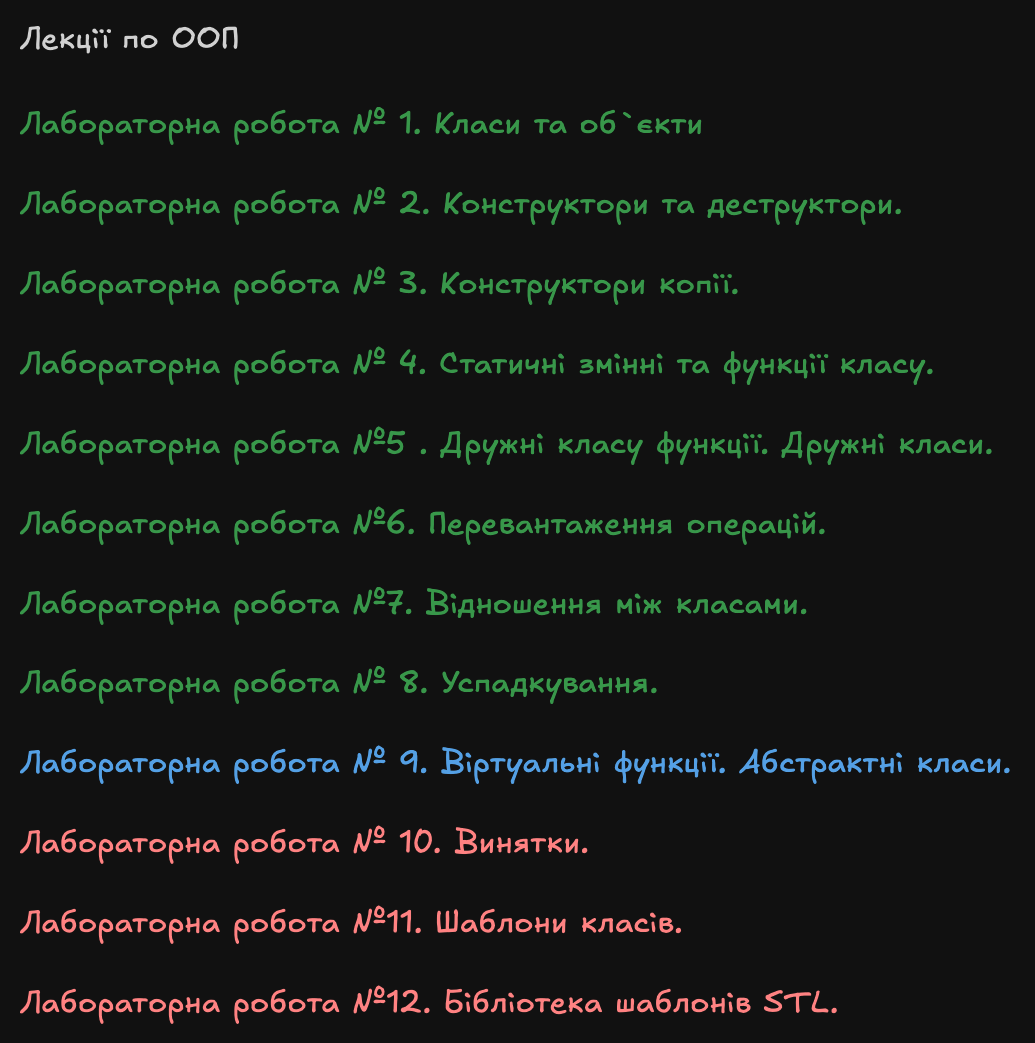 Лекції по ООП
Лабораторна робота № 1. Класи та об`єкти
Лабораторна робота № 2. Конструктори та деструктори.
Лабораторна робота № 3. Конструктори копії.
Лабораторна робота № 4. Статичні змінні та функції класу.
Лабораторна робота №5 . Дружні класу функції. Дружні класи.
Лабораторна робота №6. Перевантаження операцій.
Лабораторна робота №7. Відношення між класами.
Лабораторна робота № 8. Успадкування.
Лабораторна робота № 9. Віртуальні функції. Абстрактні класи.
Лабораторна робота № 10. Винятки.
Лабораторна робота №11. Шаблони класів.
Лабораторна робота №12. Бібліотека шаблонів STL.